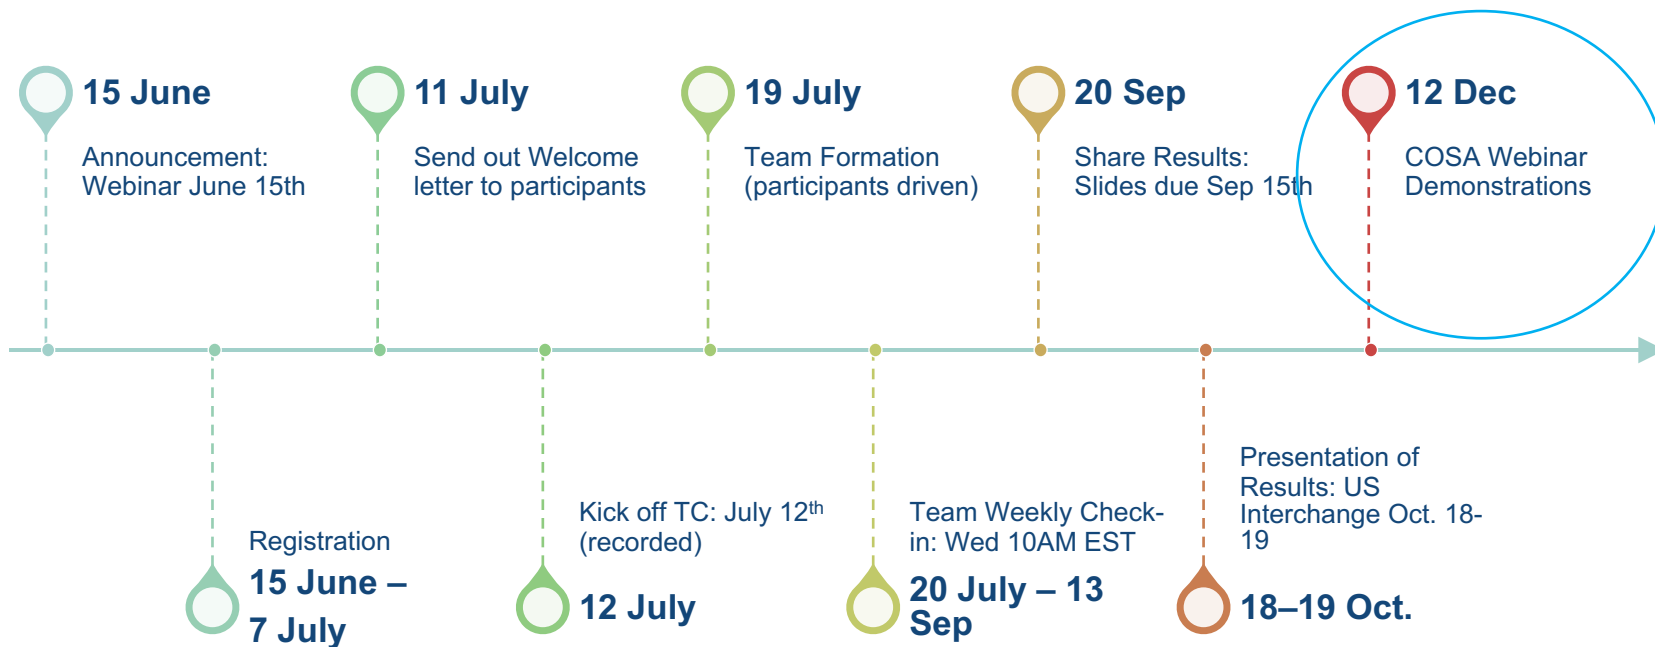 15 June
Announcement:
Webinar June 15th
11 July
Send out Welcome
letter to participants
19 July
Team Formation
(participants driven)
20 Sep
Share Results:
Slides due Sep 15th
12 Dec
COSA Webinar
Demonstrations
Registration
15 June –
7 July
Kick off TC: July 12th
(recorded)
12 July
Team Weekly Check-
in: Wed 10AM EST
20 July – 13
Sep
Presentation of
Results: US
Interchange Oct. 18-
19
18–19 Oct.